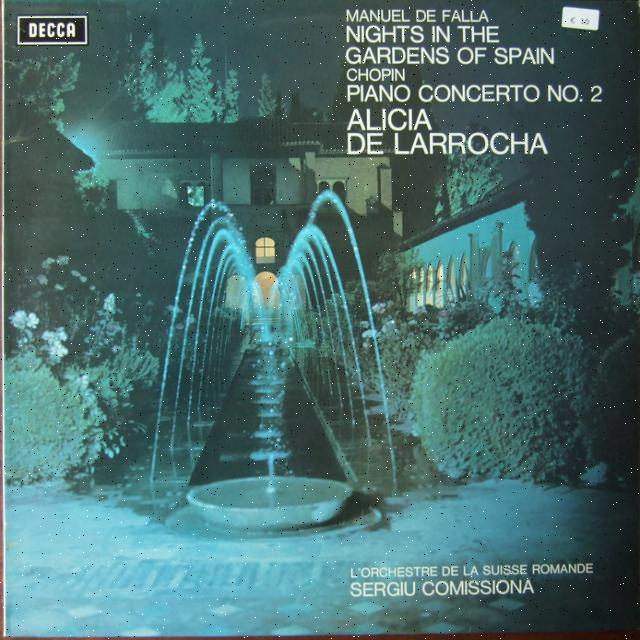 DECCA
MANUEL DE FALLA
NIGHTS IN THE
GARDENS OF SPAIN
CHOPIN
PIANO CONCERTO NO. 2
ALICIA
DE LARROCHA
L'ORCHESTRE DE LA SUISSE ROMANDE
SERGIU COMISSIONA